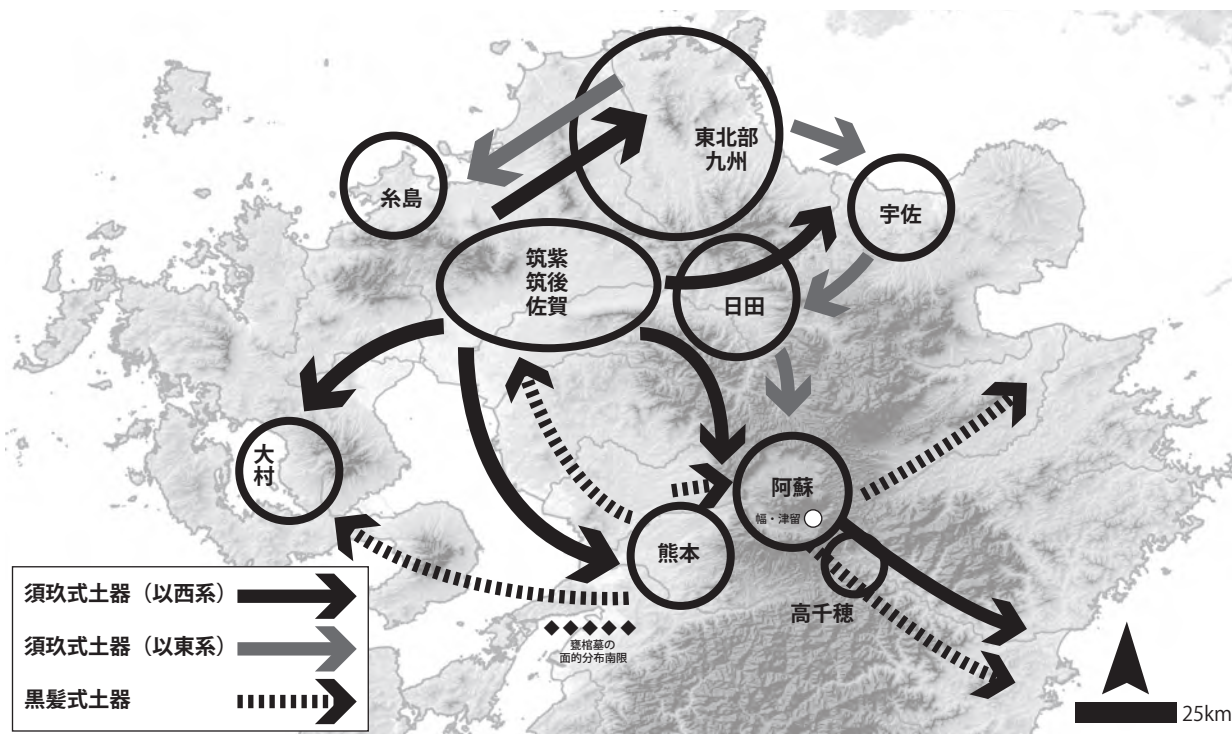 東北部
九州
糸島
宇佐
筑紫
筑後
佐賀
日田
大
村
阿蘇
幅・津留
熊本
高千穂
須玖式土器(以西系)
須玖式土器(以東系)
黒髪式土器
甕棺墓の
面的分布南限
25km